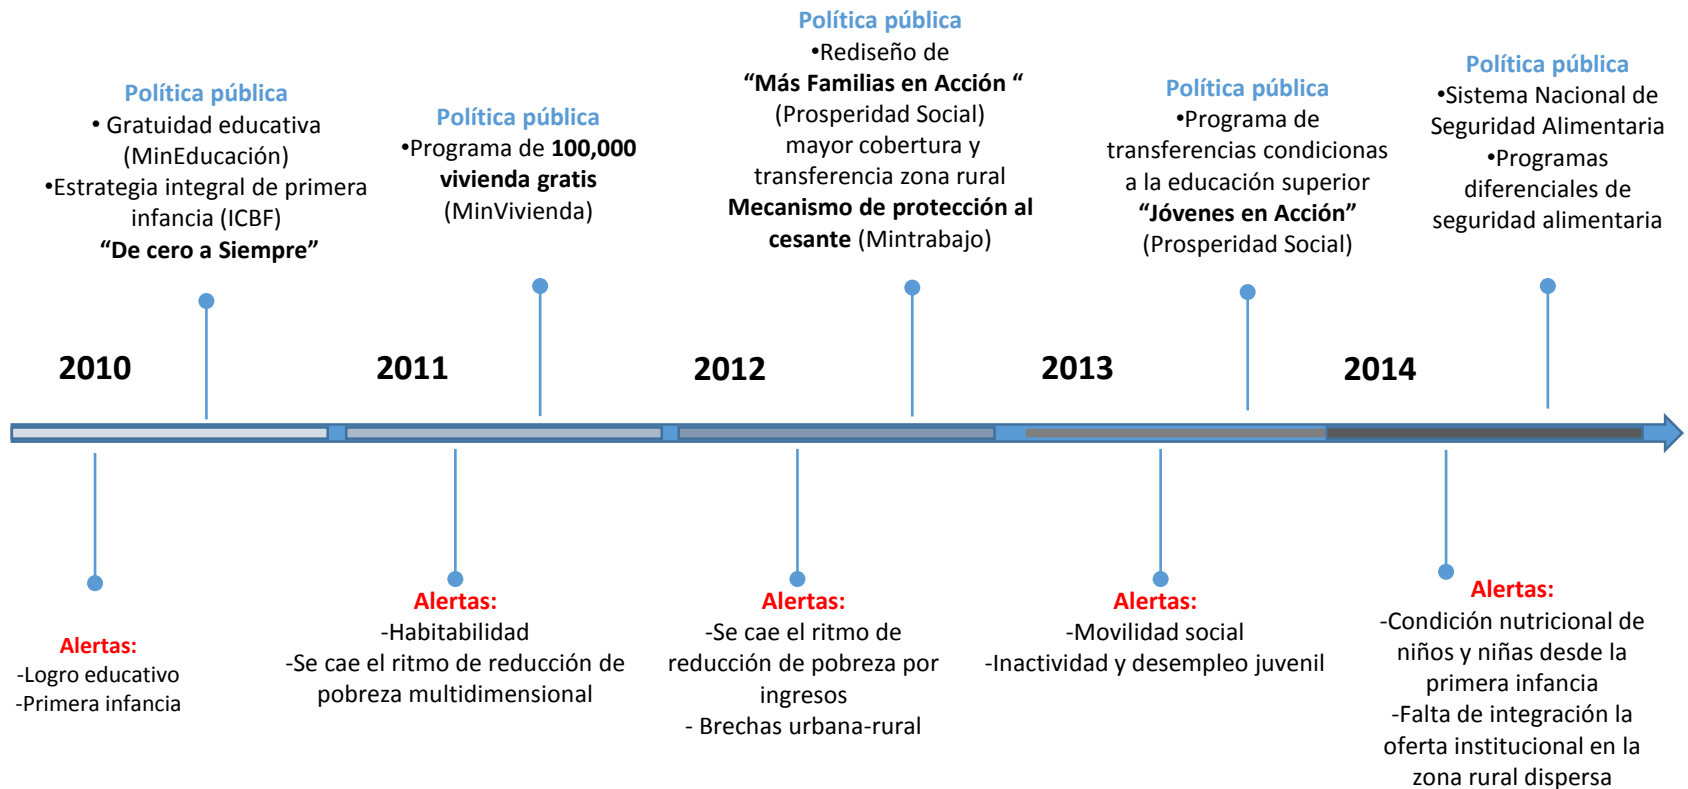 Política pública
• Gratuidad educativa
(MinEducación)
•Estrategia integral de primera
infancia (ICBF)
“De cero a Siempre”
Política pública
•Programa de 100,000
vivienda gratis
(MinVivienda)
Política pública
•Rediseño de
“Más Familias en Acción “
(Prosperidad Social)
mayor cobertura y
transferencia zona rural
Mecanismo de protección al
cesante (Mintrabajo)
Política pública
•Programa de
transferencias condicionas
a la educación superior
“Jóvenes en Acción”
(Prosperidad Social)
Política pública
•Sistema Nacional de
Seguridad Alimentaria
•Programas
diferenciales de
seguridad alimentaria
2010
2011
2012
2013
2014
Alertas:
-Logro educativo
-Primera infancia
Alertas:
-Habitabilidad
-Se cae el ritmo de reducción de
pobreza multidimensional
Alertas:
-Se cae el ritmo de
reducción de pobreza por
ingresos
- Brechas urbana-rural
Alertas:
-Movilidad social
-Inactividad y desempleo juvenil
Alertas:
-Condición nutricional de
niños y niñas desde la
primera infancia
-Falta de integración la
oferta institucional en la
zona rural dispersa